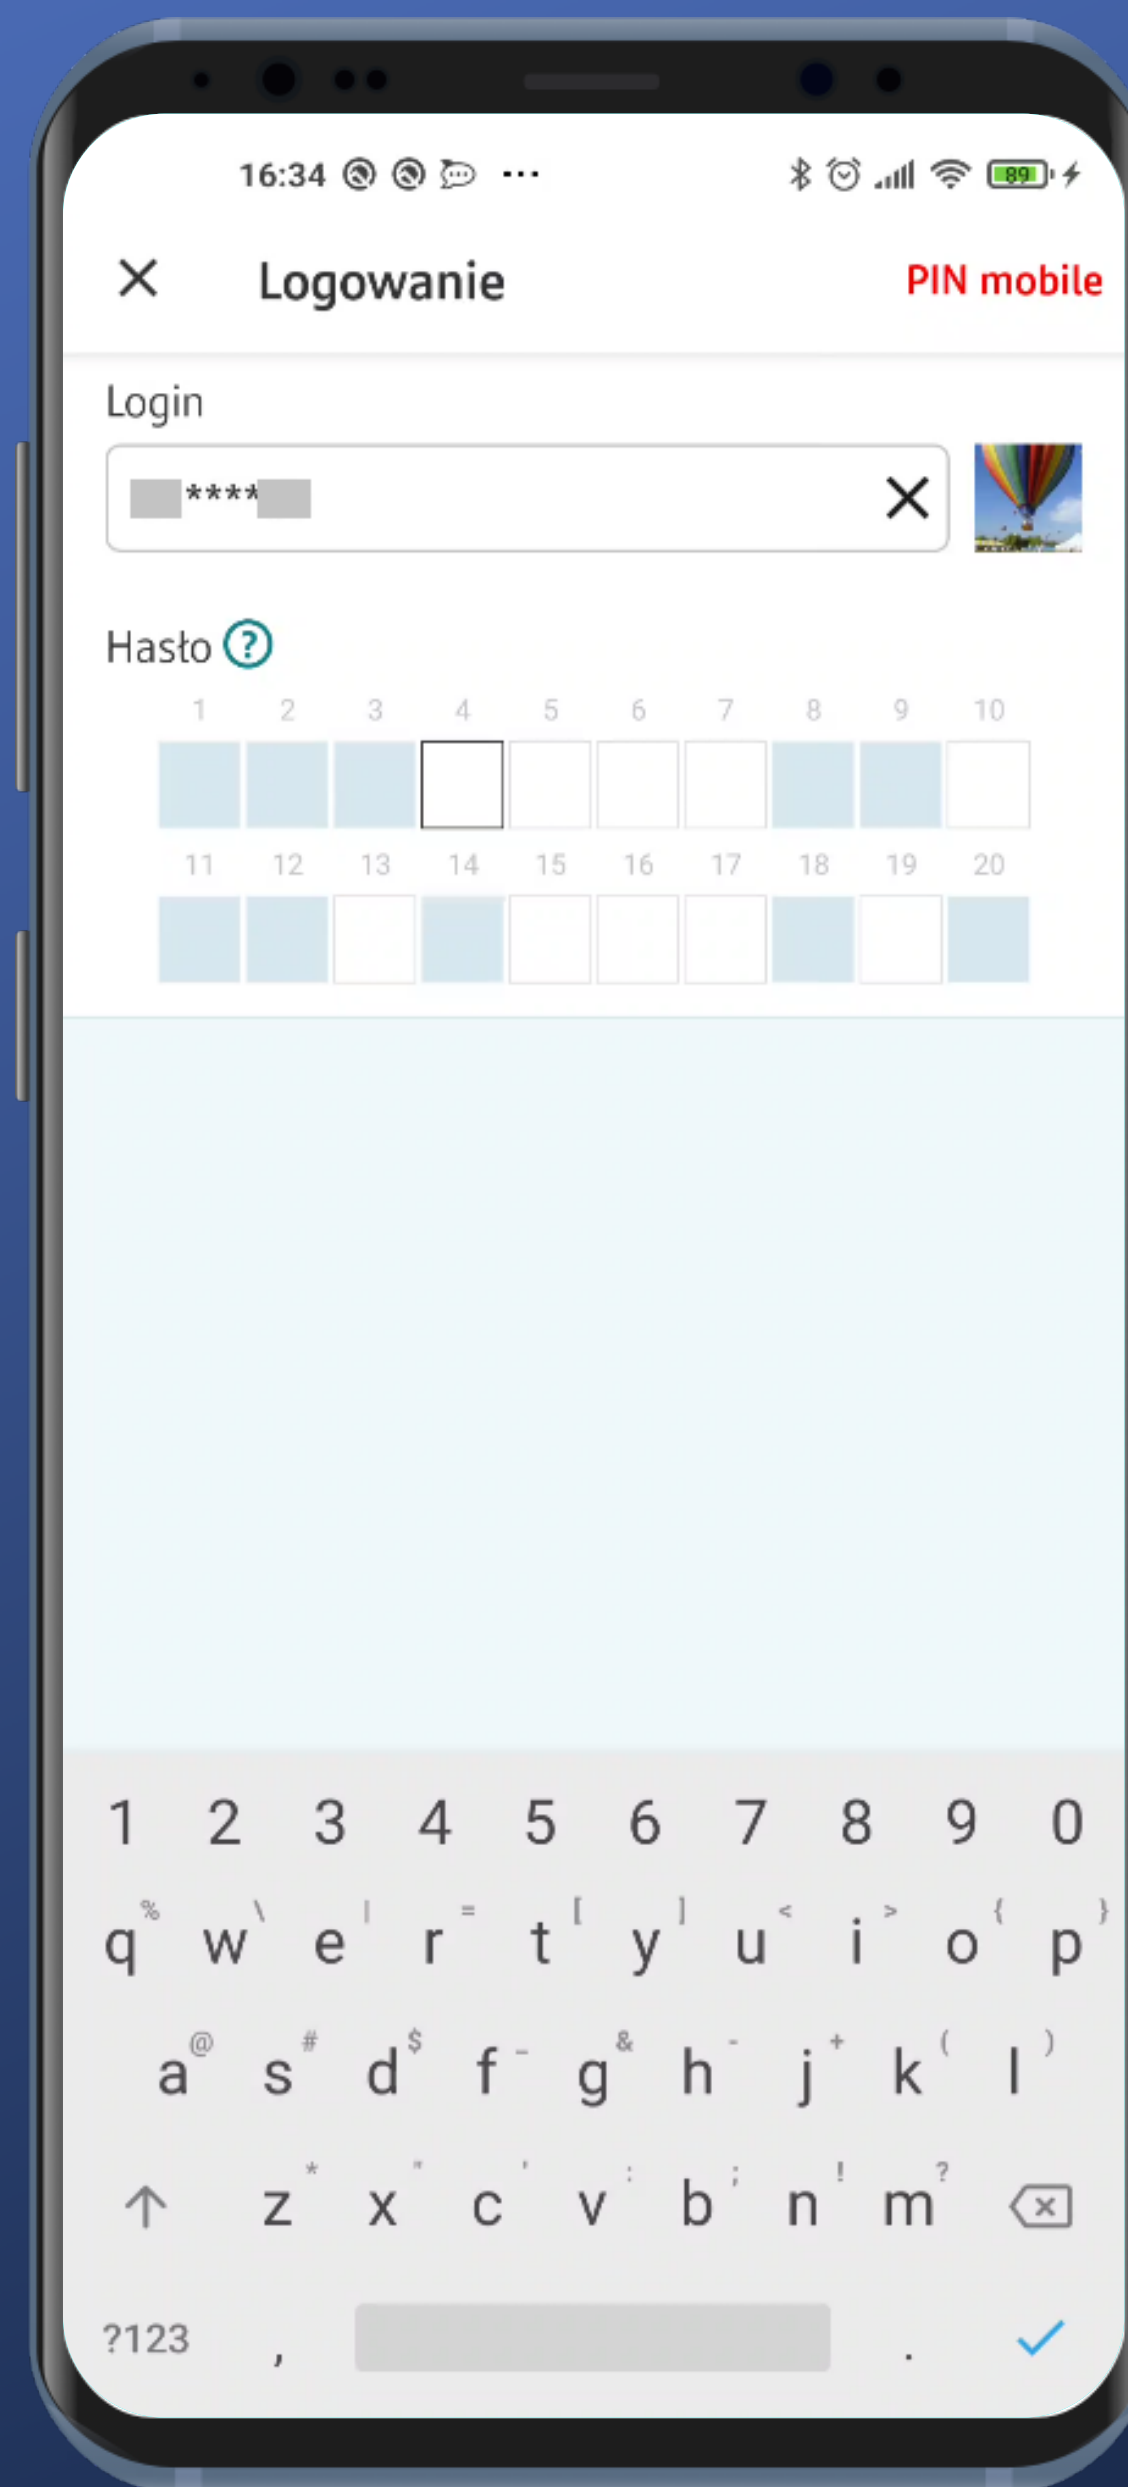 16:34 ... 89
Logowanie PIN mobile
Login
****
Hasło ?
1 2 3 4 5 6 7 8 9 10
11 12 13 14 15 16 17 18 19 20
1 2 3 4 5 6 7 8 9 0
% \ | = [ ] < > { }
q w e r t y u i o p
@ # $ _ & - + ( )
a s d f g h j k l
* " ' : ; ! ?
z x c v b n m
?123 , .